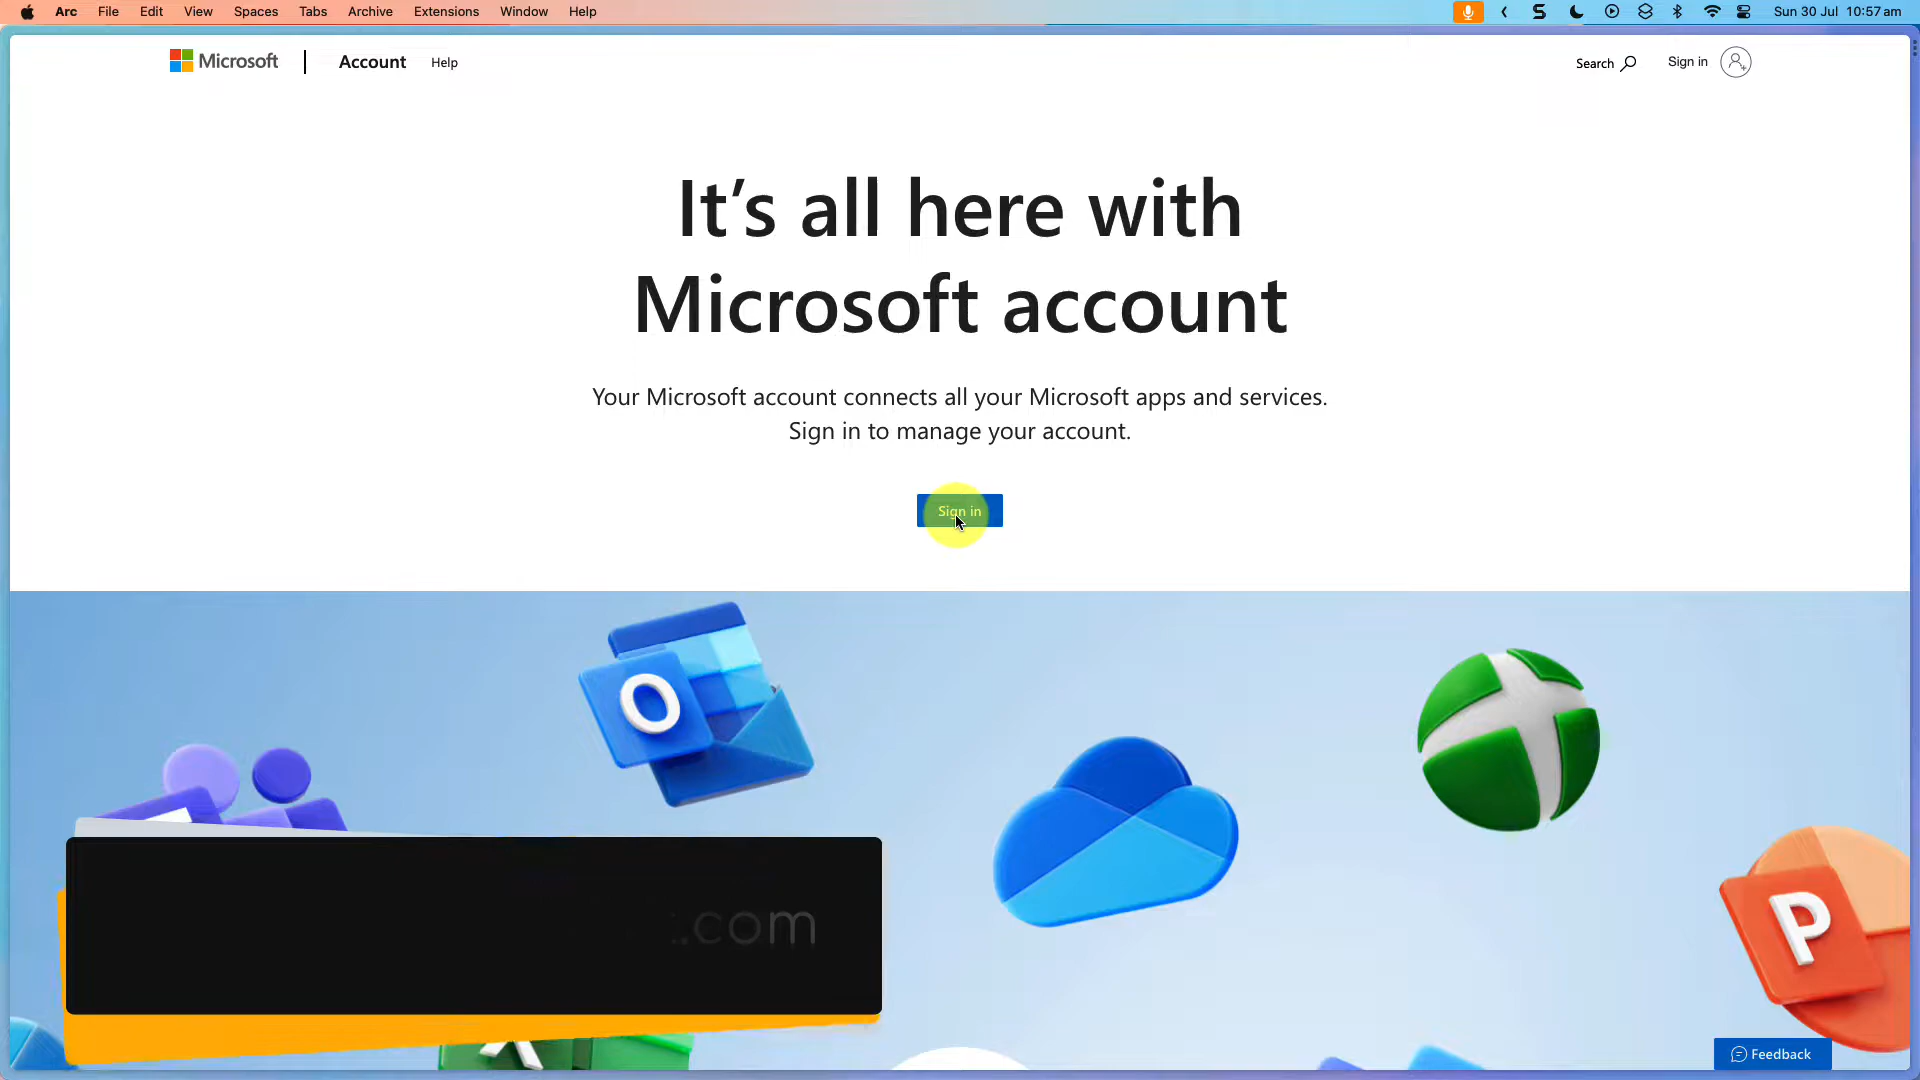 Arc File Edit View Spaces Tabs Archive Extensions Window Help Sun 30 Jul 10:57 am
Microsoft Account Help Search Sign in
It's all here with
Microsoft account
Your Microsoft account connects all your Microsoft apps and services.
Sign in to manage your account.
Sign in
O
P
.com
X
Feedback